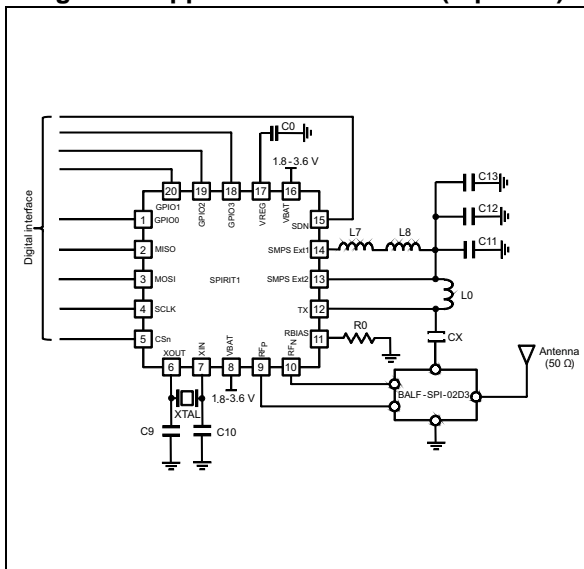 C0
1.8-3.6 V
C13
20
19
18
17
16
GPIO1
GPIO2
GPIO3
VREG
VBAT
Digital interface
1
GPIO0
SDN
15
C12
L7
L8
C11
2
MISO
SMPS Ext1
14
3
MOSI
SPIRIT1
SMPS Ext2
13
L0
4
SCLK
TX
12
R0
CX
5
CSn
RBIAS
11
XOUT
XIN
VBAT
RFP
RFN
6
7
8
9
10
Antenna
(50 Ω)
1.8-3.6 V
BALF-SPI-02D3
XTAL
C9
C10